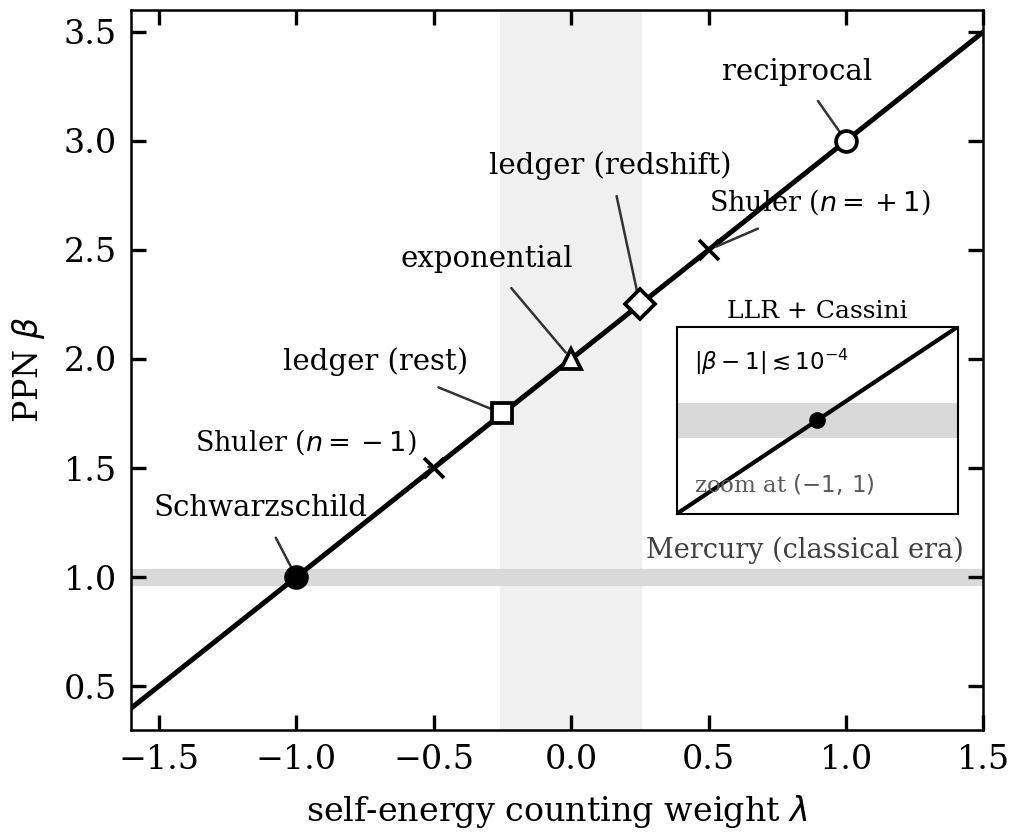 3.5
3.0
2.5
2.0
1.5
1.0
0.5
PPN β
reciprocal
ledger (redshift)
Shuler (n = +1)
exponential
LLR + Cassini
|β − 1| ≲ 10⁻⁴
ledger (rest)
Shuler (n = −1)
zoom at (−1, 1)
Schwarzschild
Mercury (classical era)
−1.5 −1.0 −0.5 0.0 0.5 1.0 1.5
self-energy counting weight λ